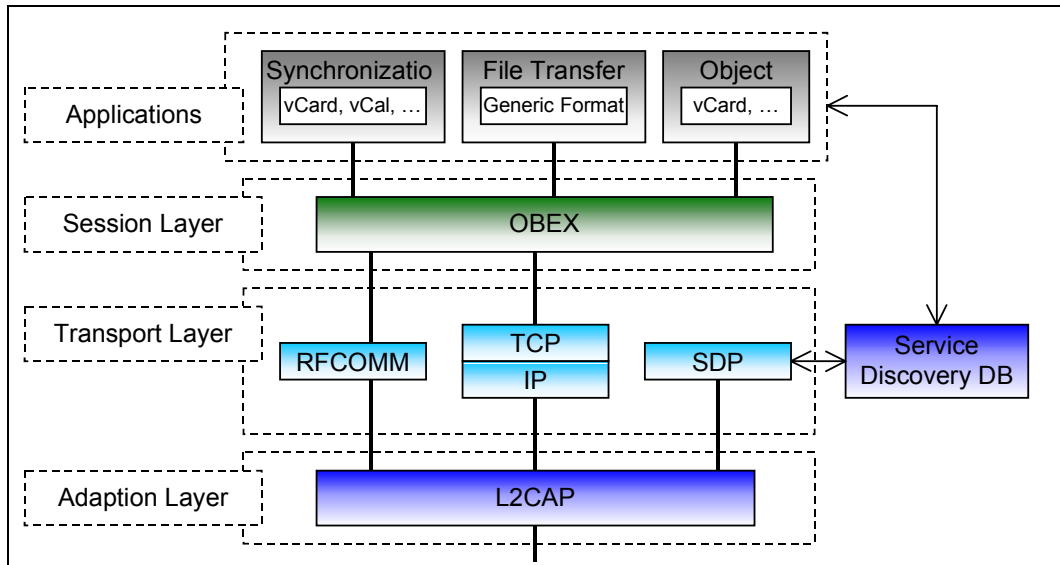 Applications
Synchronizatio
vCard, vCal, …
File Transfer
Generic Format
Object
vCard, …
Session Layer
OBEX
Transport Layer
RFCOMM
TCP
IP
SDP
Service
Discovery DB
Adaption Layer
L2CAP